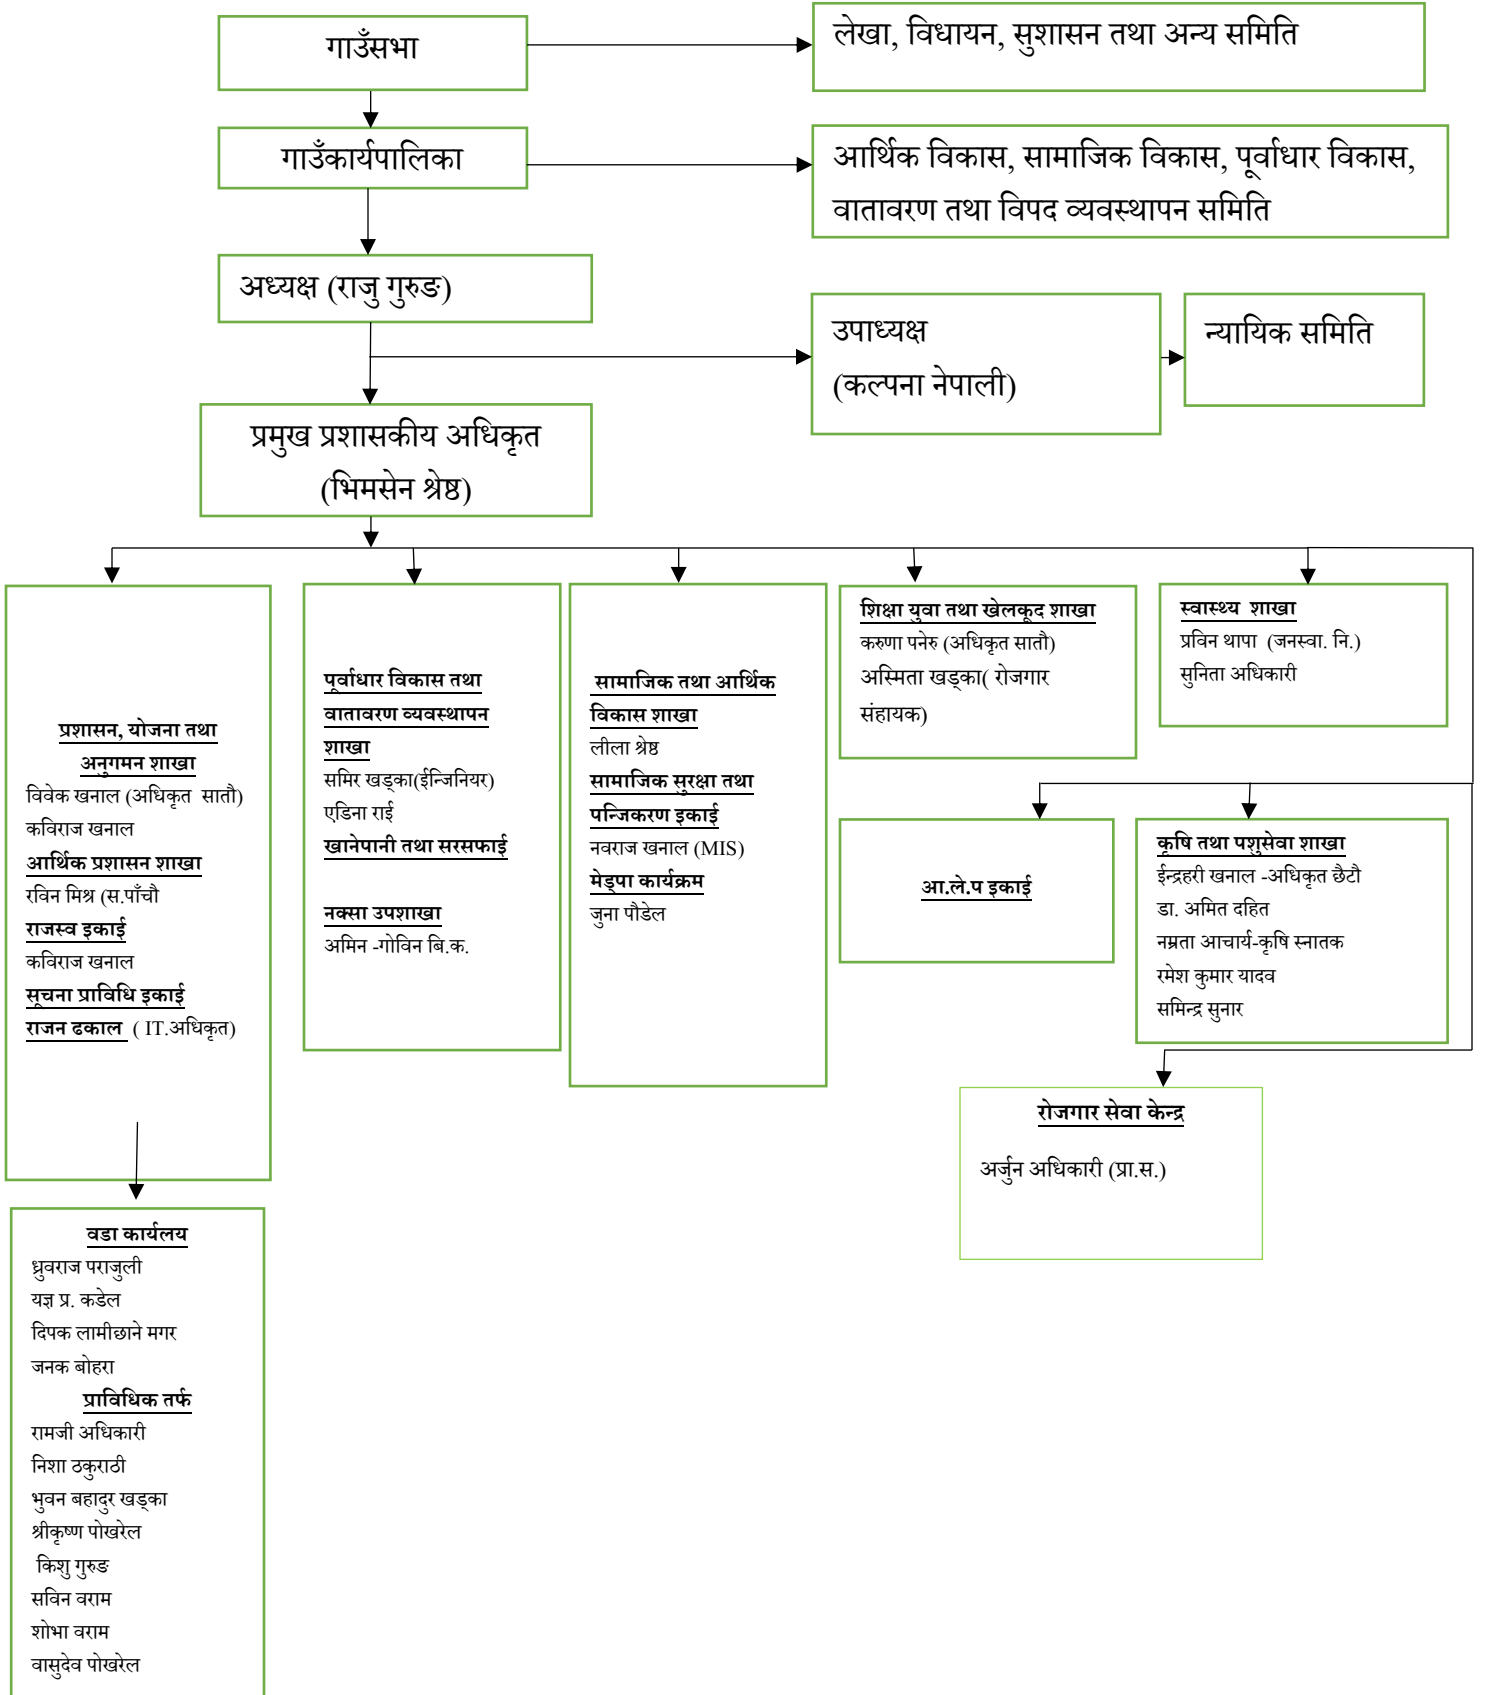 गाउँसभा
लेखा, विधायन, सुशासन तथा अन्य समिति
गाउँकार्यपालिका
आर्थिक विकास, सामाजिक विकास, पूर्वाधार विकास,
वातावरण तथा विपद व्यवस्थापन समिति
अध्यक्ष (राजु गुरुङ)
उपाध्यक्ष
(कल्पना नेपाली)
न्यायिक समिति
प्रमुख प्रशासकीय अधिकृत
(भिमसेन श्रेष्ठ)
प्रशासन, योजना तथा
अनुगमन शाखा
विवेक खनाल (अधिकृत  सातौ)
कविराज खनाल
आर्थिक प्रशासन शाखा
रविन मिश्र (स.पाँचौ
राजस्व इकाई
कविराज खनाल
सूचना प्राविधि इकाई
राजन ढकाल  ( IT.अधिकृत)
पूर्वाधार विकास तथा
वातावरण व्यवस्थापन
शाखा
समिर खड्का(ईन्जिनियर)
एडिना राई
खानेपानी तथा सरसफाई
नक्सा उपशाखा
अमिन -गोविन बि.क.
सामाजिक तथा आर्थिक
विकास शाखा
लीला श्रेष्ठ
सामाजिक सुरक्षा तथा
पन्जिकरण इकाई
नवराज खनाल (MIS)
मेड्पा कार्यक्रम
जुना पौडेल
शिक्षा युवा तथा खेलकूद शाखा
करुणा पनेरु (अधिकृत सातौ)
अस्मिता खड्का( रोजगार
संहायक)
स्वास्थ्य  शाखा
प्रविन थापा  (जनस्वा. नि.)
सुनिता अधिकारी
आ.ले.प इकाई
कृषि तथा पशुसेवा शाखा
ईन्द्रहरी खनाल -अधिकृत छैटौ
डा. अमित दहित
नम्रता आचार्य-कृषि स्नातक
रमेश कुमार यादव
समिन्द्र सुनार
रोजगार सेवा केन्द्र
अर्जुन अधिकारी (प्रा.स.)
वडा कार्यलय
ध्रुवराज पराजुली
यज्ञ प्र. कडेल
दिपक लामीछाने मगर
जनक बोहरा
प्राविधिक तर्फ
रामजी अधिकारी
निशा ठकुराठी
भुवन बहादुर खड्का
श्रीकृष्ण पोखरेल
किशु गुरुङ
सविन वराम
शोभा वराम
वासुदेव पोखरेल